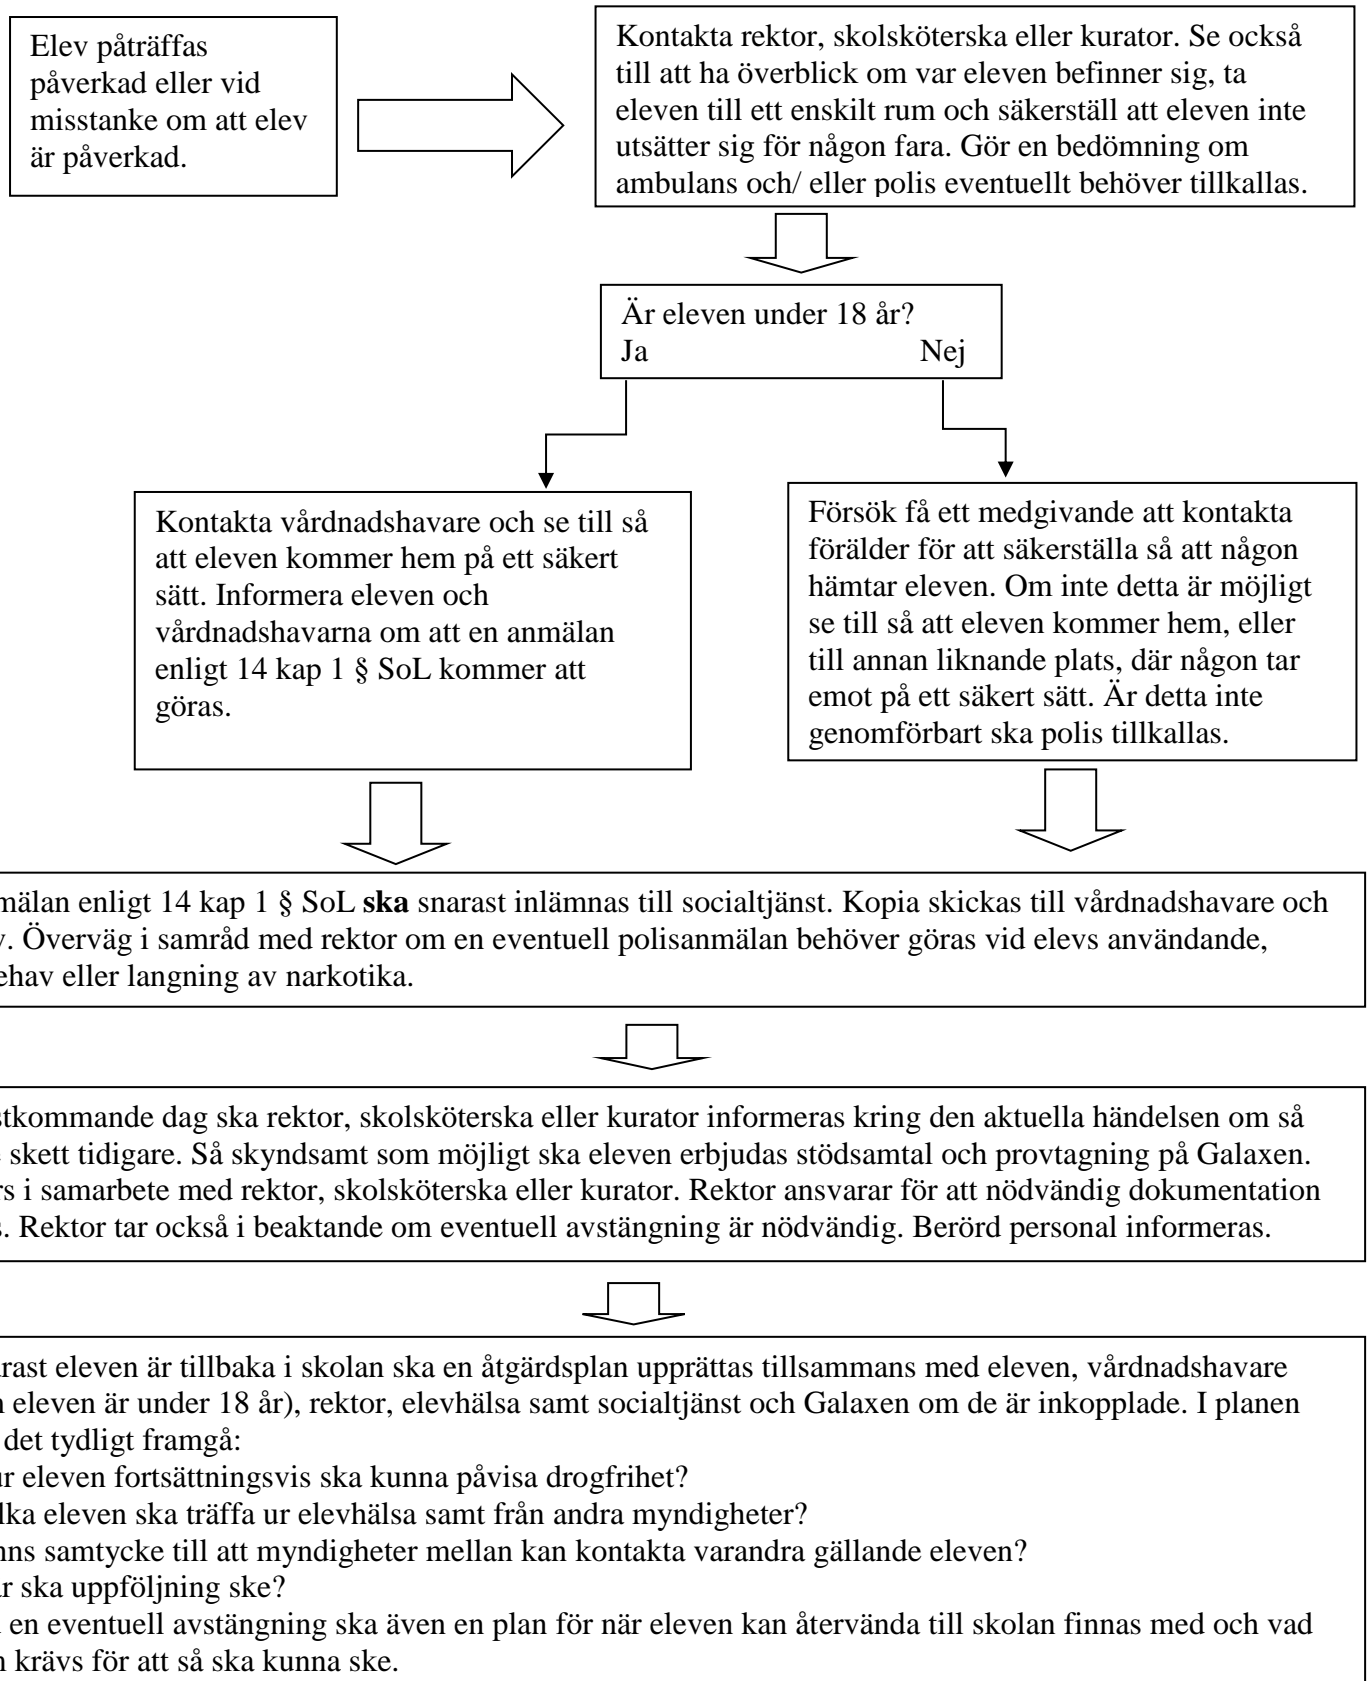 Elev påträffas
påverkad eller vid
misstanke om att elev
är påverkad.
Kontakta rektor, skolsköterska eller kurator. Se också
till att ha överblick om var eleven befinner sig, ta
eleven till ett enskilt rum och säkerställ att eleven inte
utsätter sig för någon fara. Gör en bedömning om
ambulans och/ eller polis eventuellt behöver tillkallas.
Är eleven under 18 år?
Ja Nej
Kontakta vårdnadshavare och se till så
att eleven kommer hem på ett säkert
sätt. Informera eleven och
vårdnadshavarna om att en anmälan
enligt 14 kap 1 § SoL kommer att
göras.
Försök få ett medgivande att kontakta
förälder för att säkerställa så att någon
hämtar eleven. Om inte detta är möjligt
se till så att eleven kommer hem, eller
till annan liknande plats, där någon tar
emot på ett säkert sätt. Är detta inte
genomförbart ska polis tillkallas.
mälan enligt 14 kap 1 § SoL ska snarast inlämnas till socialtjänst. Kopia skickas till vårdnadshavare och
v. Överväg i samråd med rektor om en eventuell polisanmälan behöver göras vid elevs användande,
ehav eller langning av narkotika.
stkommande dag ska rektor, skolsköterska eller kurator informeras kring den aktuella händelsen om så
skett tidigare. Så skyndsamt som möjligt ska eleven erbjudas stödsamtal och provtagning på Galaxen.
rs i samarbete med rektor, skolsköterska eller kurator. Rektor ansvarar för att nödvändig dokumentation
s. Rektor tar också i beaktande om eventuell avstängning är nödvändig. Berörd personal informeras.
arast eleven är tillbaka i skolan ska en åtgärdsplan upprättas tillsammans med eleven, vårdnadshavare
eleven är under 18 år), rektor, elevhälsa samt socialtjänst och Galaxen om de är inkopplade. I planen
det tydligt framgå:
ur eleven fortsättningsvis ska kunna påvisa drogfrihet?
lka eleven ska träffa ur elevhälsa samt från andra myndigheter?
nns samtycke till att myndigheter mellan kan kontakta varandra gällande eleven?
är ska uppföljning ske?
en eventuell avstängning ska även en plan för när eleven kan återvända till skolan finnas med och vad
krävs för att så ska kunna ske.